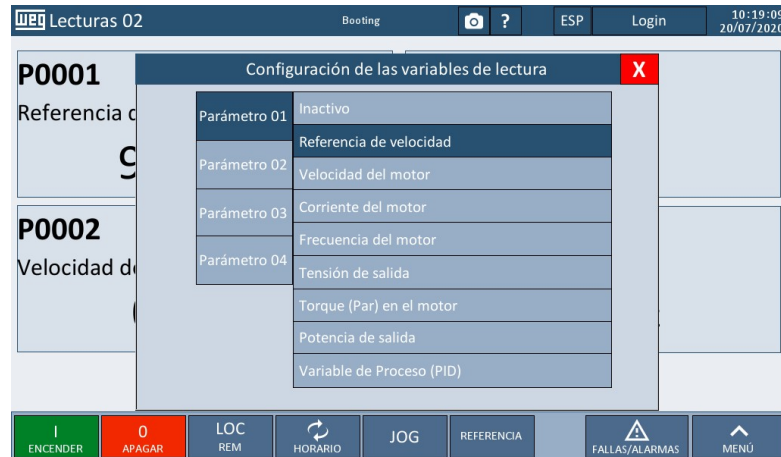 WEG Lecturas 02
Booting
?
ESP
Login
10:19:09
20/07/2020
Configuración de las variables de lectura
X
P0001
Referencia d
9
P0002
Velocidad de
Parámetro 01
Parámetro 02
Parámetro 03
Parámetro 04
Inactivo
Referencia de velocidad
Velocidad del motor
Corriente del motor
Frecuencia del motor
Tensión de salida
Torque (Par) en el motor
Potencia de salida
Variable de Proceso (PID)
I
ENCENDER
0
APAGAR
LOC
REM
HORARIO
JOG
REFERENCIA
FALLAS/ALARMAS
MENÚ